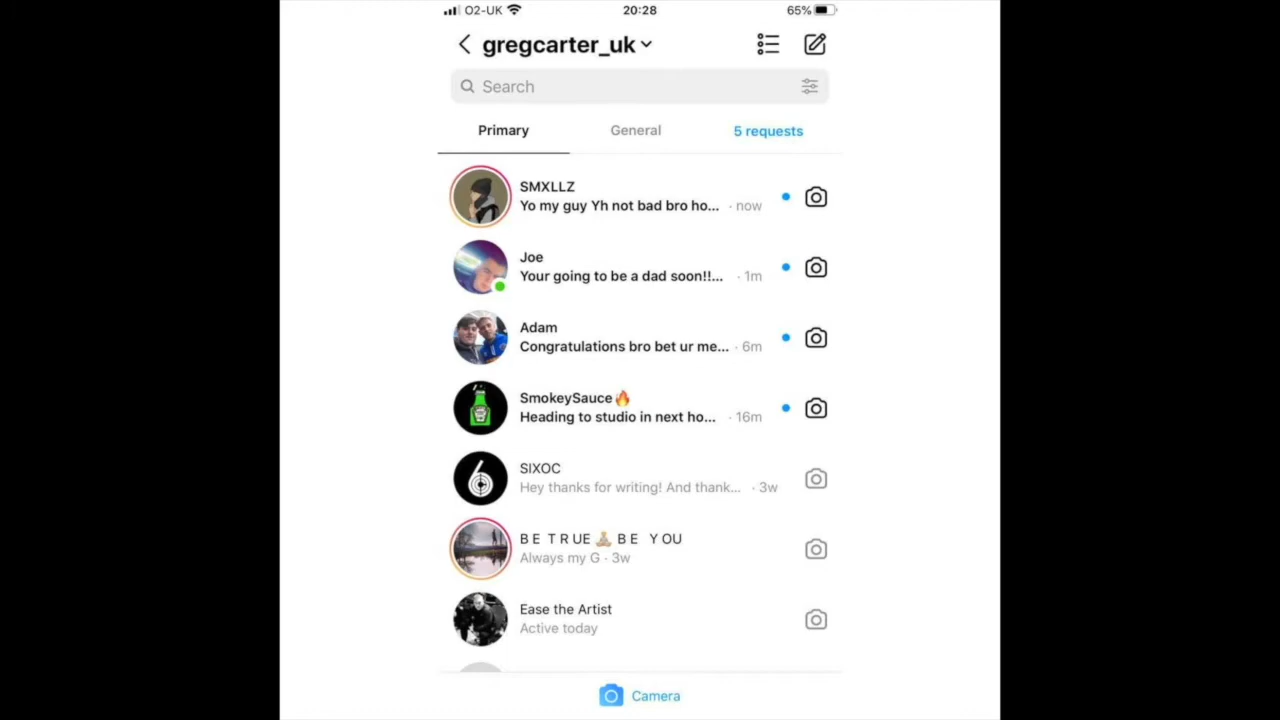 O2-UK 20:28 65%
gregcarter_uk
Search
Primary General 5 requests
SMXLLZ
Yo my guy Yh not bad bro ho... · now
Joe
Your going to be a dad soon!!... · 1m
Adam
Congratulations bro bet ur me... · 6m
SmokeySauce🔥
Heading to studio in next ho... · 16m
SIXOC
Hey thanks for writing! And thank... · 3w
B E T R U E 🧘🏼 B E Y O U
Always my G · 3w
Ease the Artist
Active today
Camera